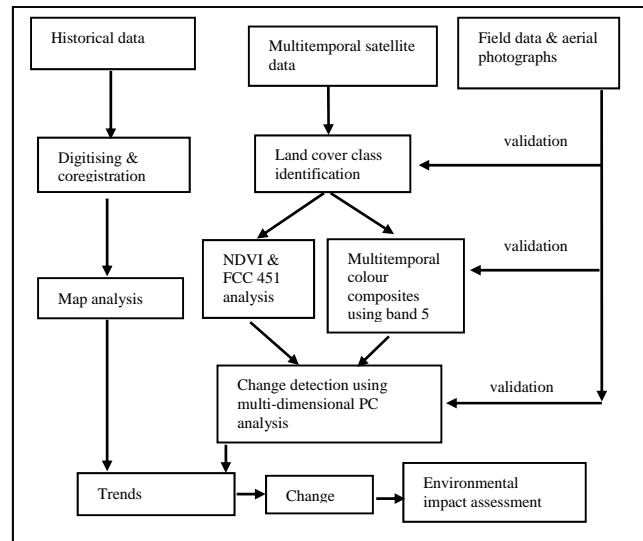 Historical data
Multitemporal satellite
data
Field data & aerial
photographs
validation
Digitising &
coregistration
Land cover class
identification
validation
NDVI &
FCC 451
analysis
Multitemporal
colour
composites
using band 5
Map analysis
validation
Change detection using
multi-dimensional PC
analysis
Trends
Change
Environmental
impact assessment